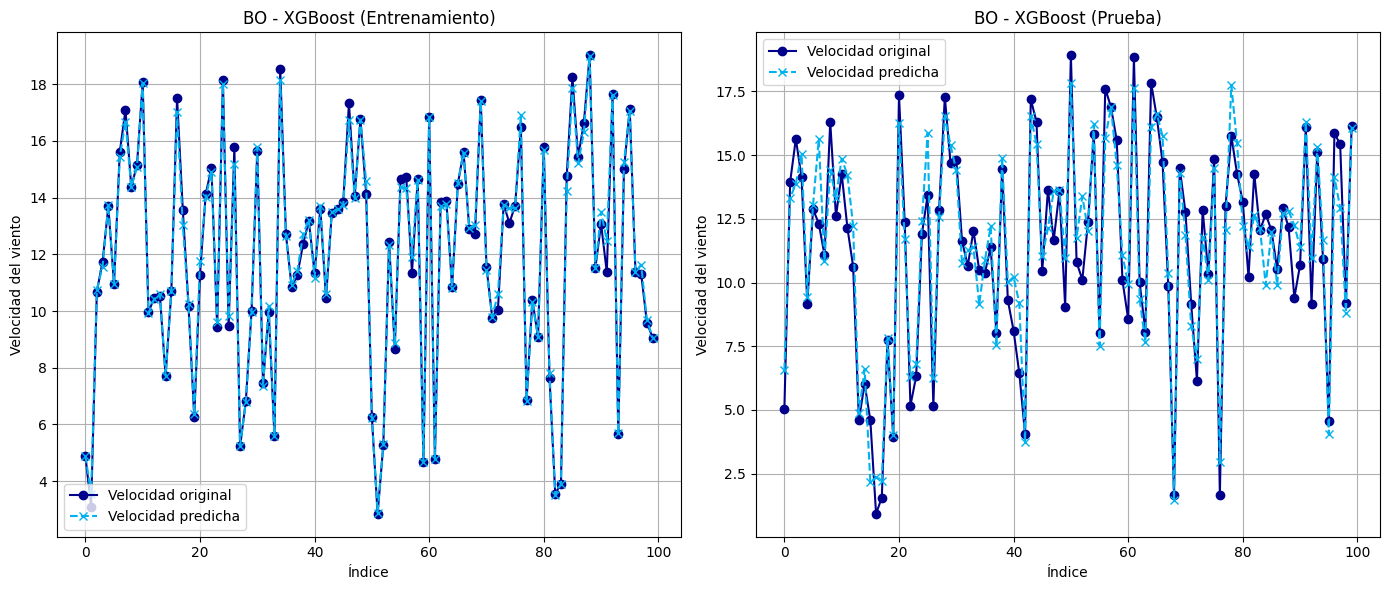 BO - XGBoost (Entrenamiento)
Velocidad del viento
18
16
14
12
10
8
6
4
Velocidad original
Velocidad predicha
0
20
40
60
80
100
Índice
BO - XGBoost (Prueba)
Velocidad original
Velocidad predicha
Velocidad del viento
17.5
15.0
12.5
10.0
7.5
5.0
2.5
0
20
40
60
80
100
Índice